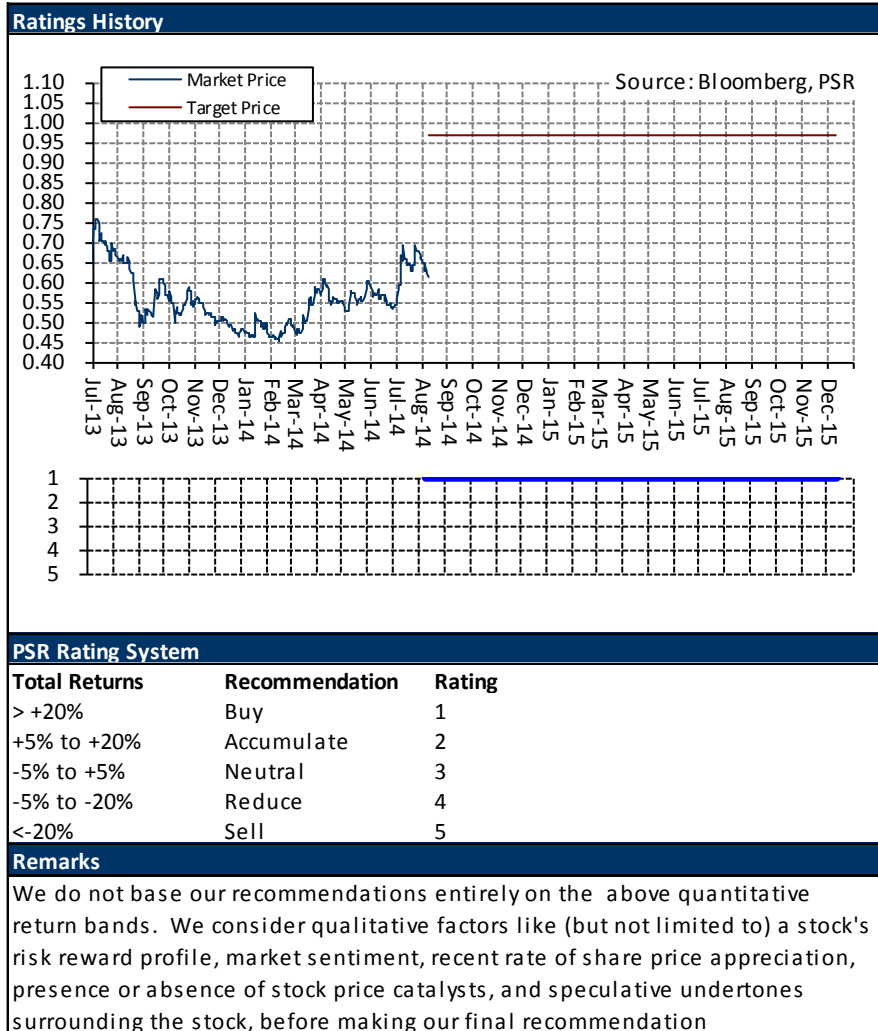 Ratings History
Market Price
Target Price
Source: Bloomberg, PSR
1.10
1.05
1.00
0.95
0.90
0.85
0.80
0.75
0.70
0.65
0.60
0.55
0.50
0.45
0.40
Jul-13
Aug-13
Sep-13
Oct-13
Nov-13
Dec-13
Jan-14
Feb-14
Mar-14
Apr-14
May-14
Jun-14
Jul-14
Aug-14
Sep-14
Oct-14
Nov-14
Dec-14
Jan-15
Feb-15
Mar-15
Apr-15
May-15
Jun-15
Jul-15
Aug-15
Sep-15
Oct-15
Nov-15
Dec-15
1
2
3
4
5
PSR Rating System
Total Returns Recommendation Rating
> +20% Buy 1
+5% to +20% Accumulate 2
-5% to +5% Neutral 3
-5% to -20% Reduce 4
<-20% Sell 5
Remarks
We do not base our recommendations entirely on the above quantitative
return bands. We consider qualitative factors like (but not limited to) a stock's
risk reward profile, market sentiment, recent rate of share price appreciation,
presence or absence of stock price catalysts, and speculative undertones
surrounding the stock, before making our final recommendation